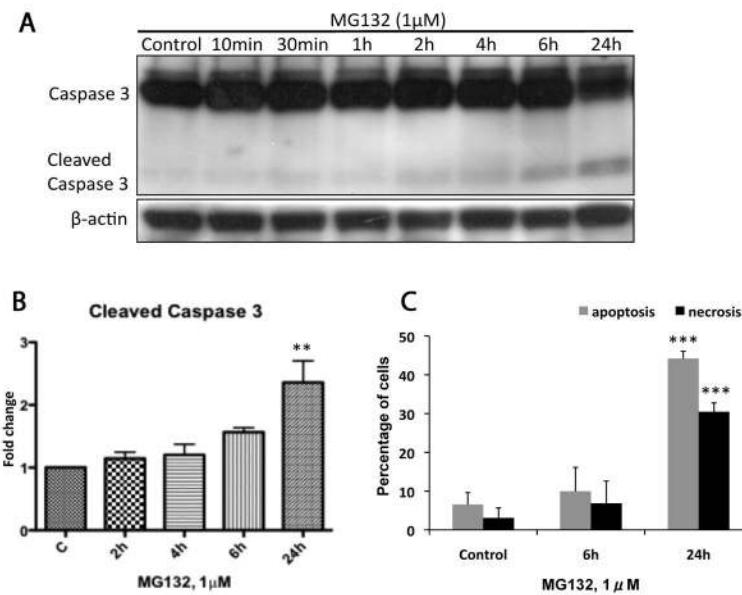 A
MG132 (1μM)
Control 10min 30min 1h 2h 4h 6h 24h
Caspase 3
Cleaved
Caspase 3
β-actin
B
Cleaved Caspase 3
Fold change
3
2
1
0
**
C 2h 4h 6h 24h
MG132, 1μM
C
apoptosis necrosis
Percentage of cells
50
40
30
20
10
0
***
***
Control 6h 24h
MG132, 1 μ M